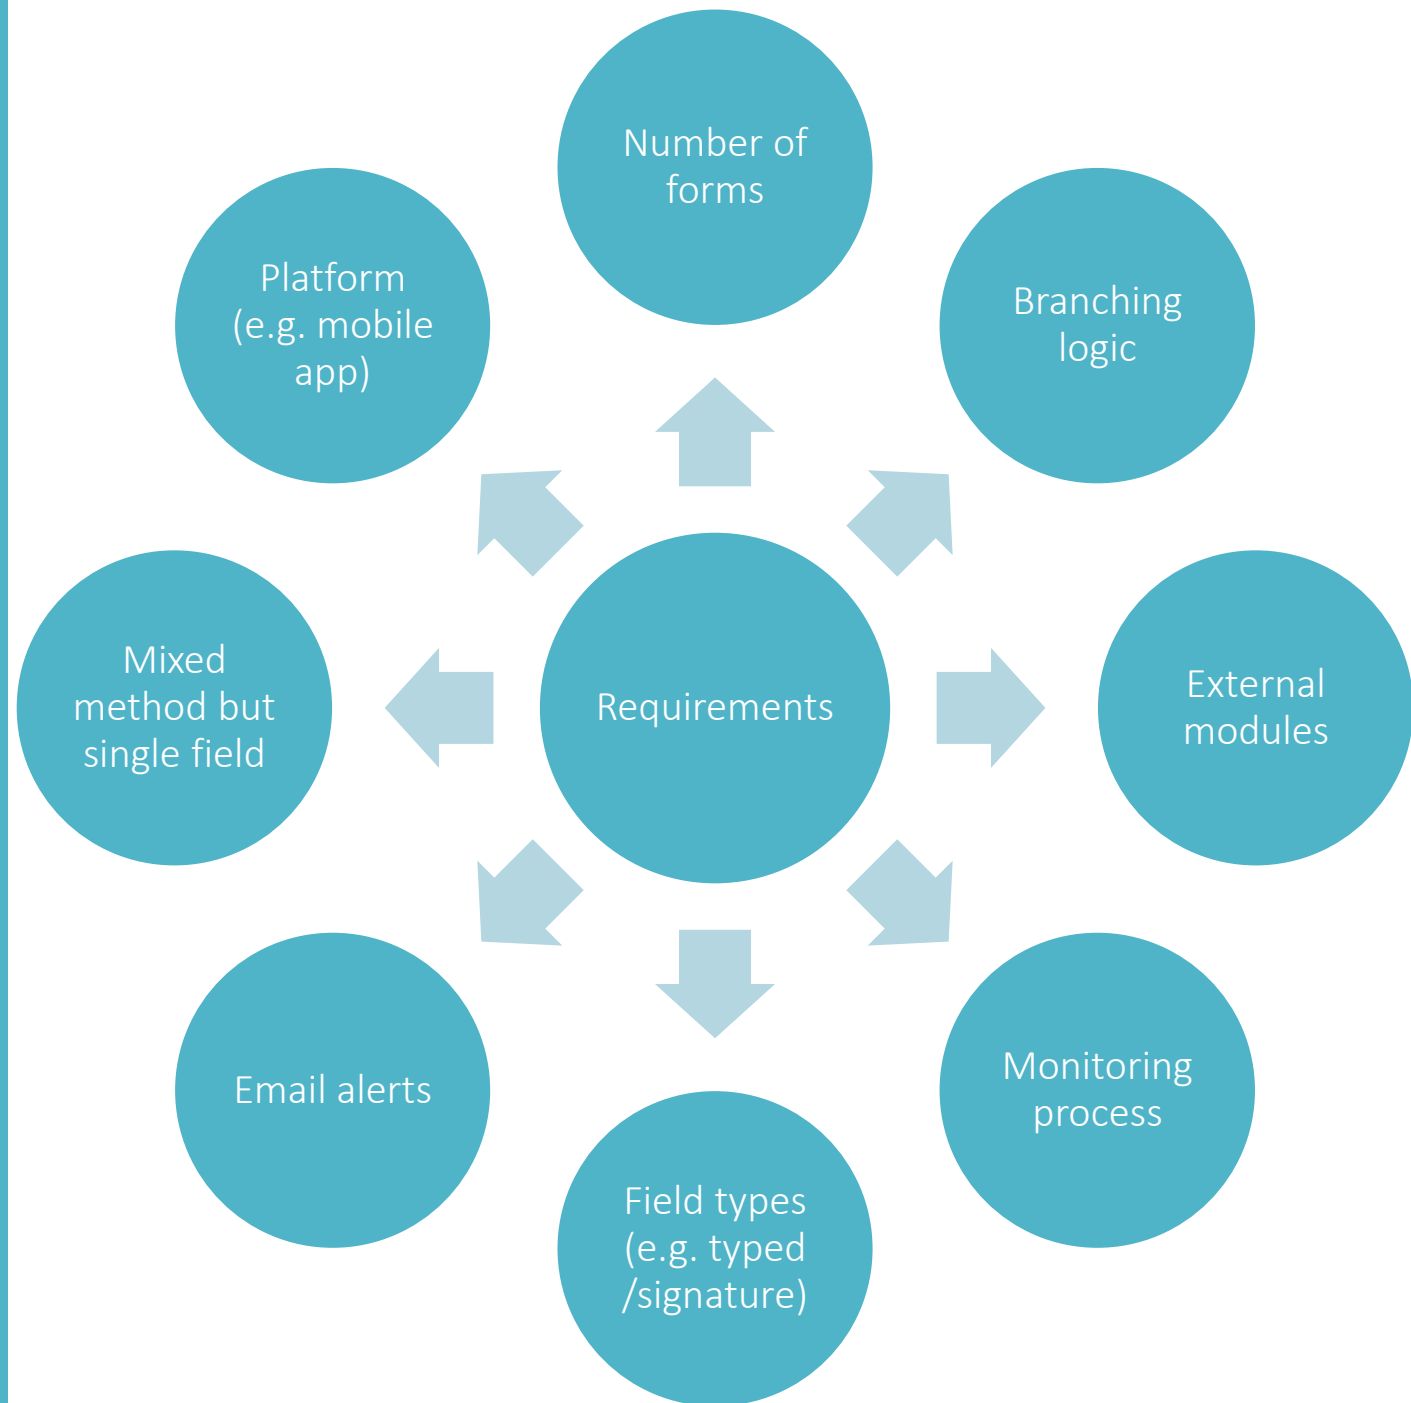 Number of
forms
Platform
(e.g. mobile
app)
Branching
logic
Mixed
method but
single field
Requirements
External
modules
Email alerts
Monitoring
process
Field types
(e.g. typed
/signature)